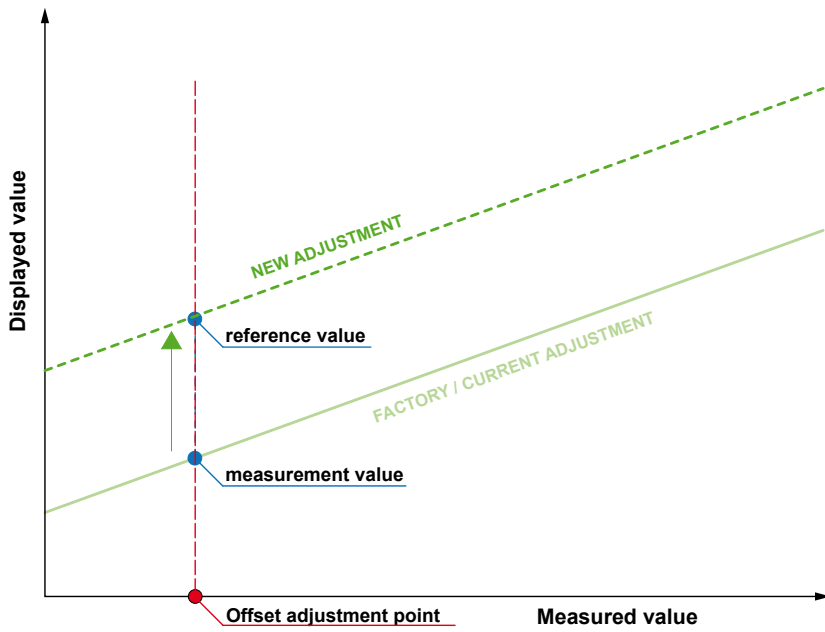 Displayed value
NEW ADJUSTMENT
reference value
FACTORY / CURRENT ADJUSTMENT
measurement value
Offset adjustment point
Measured value